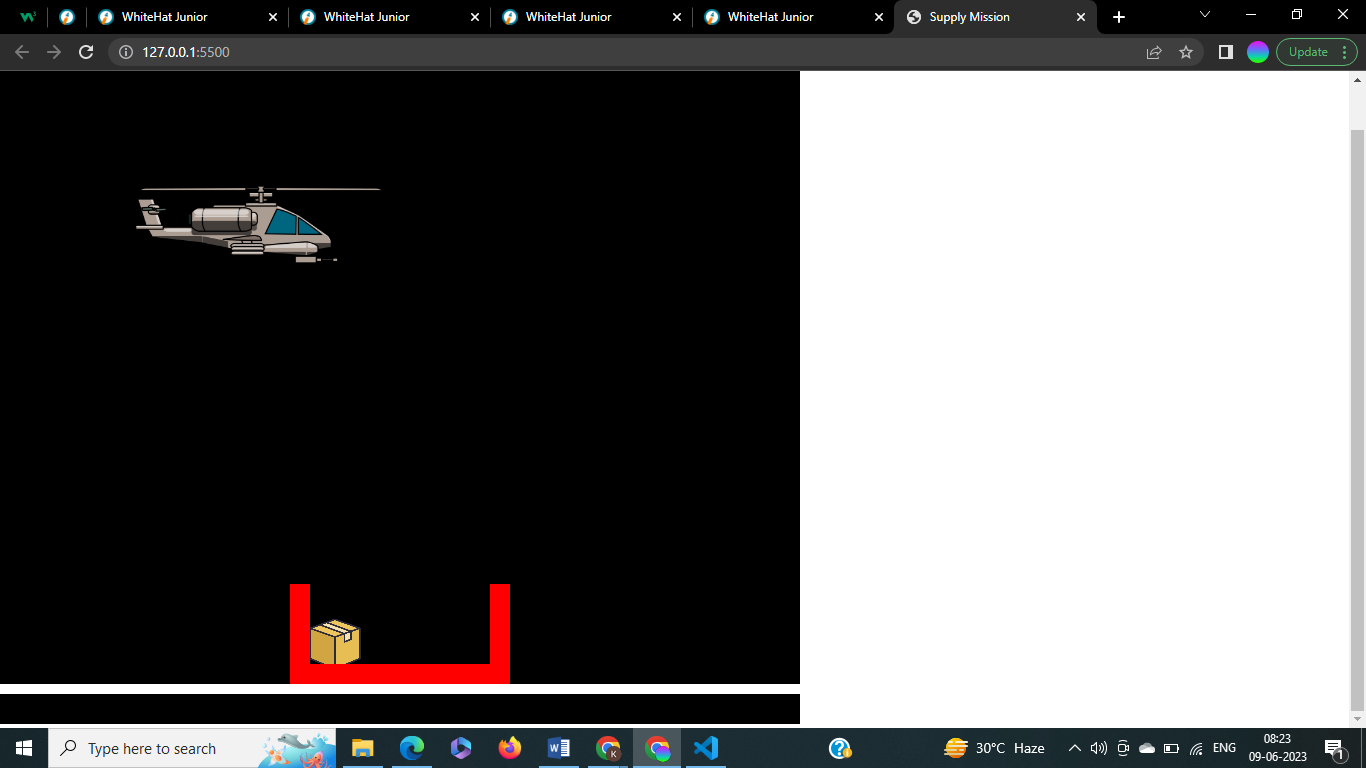 WhiteHat Junior
WhiteHat Junior
WhiteHat Junior
WhiteHat Junior
Supply Mission
127.0.0.1:5500
Update
Type here to search
K
30°C Haze
ENG
08:23
09-06-2023
1